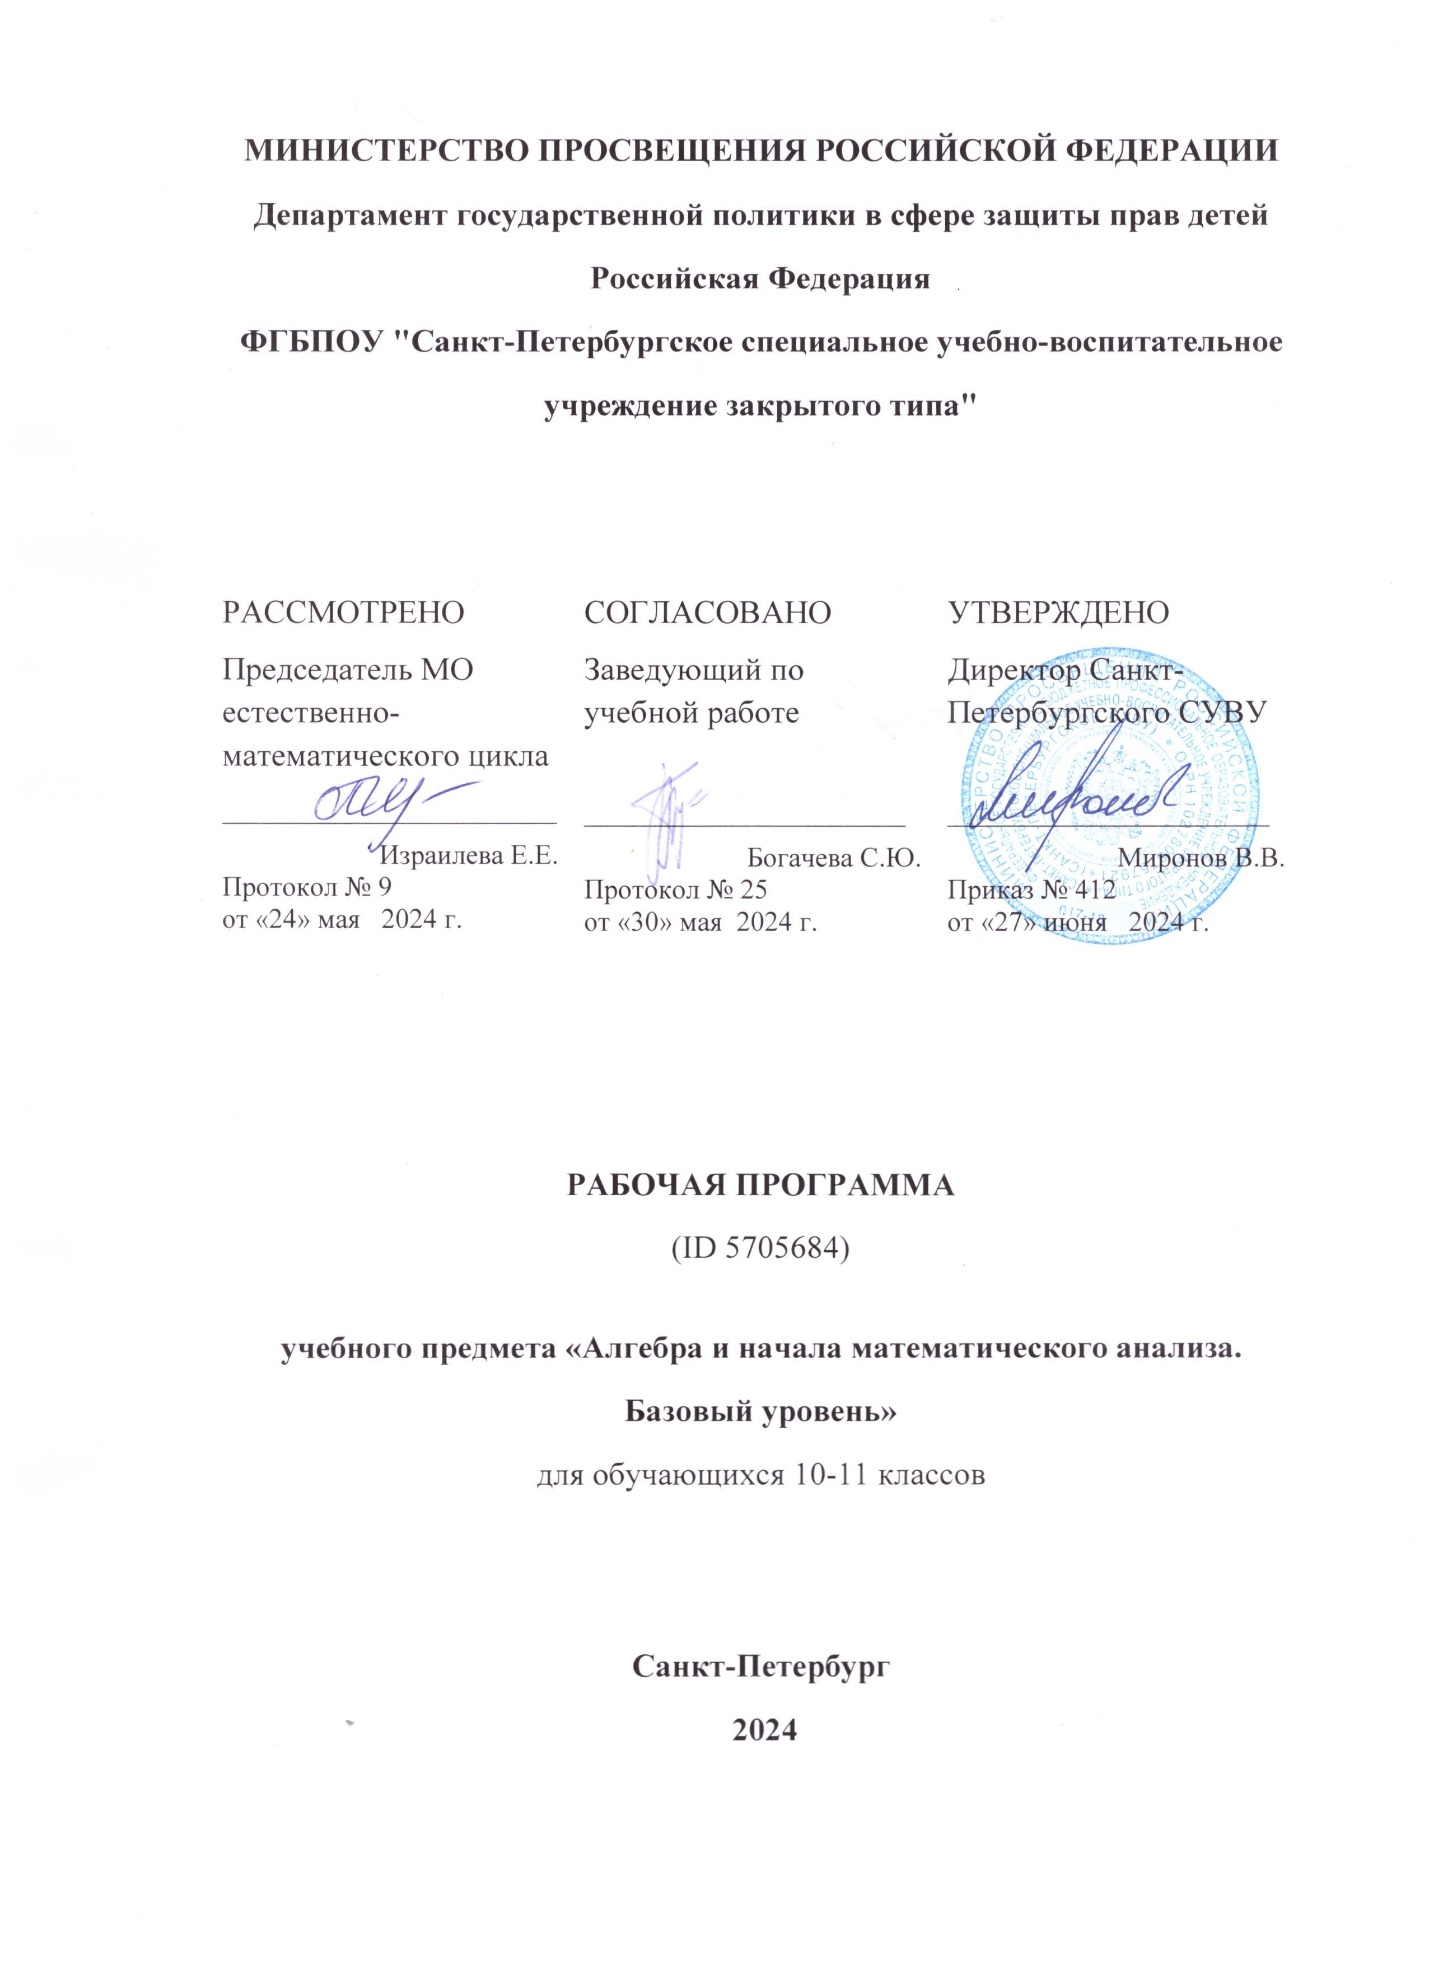 МИНИСТЕРСТВО ПРОСВЕЩЕНИЯ РОССИЙСКОЙ ФЕДЕРАЦИИ
Департамент государственной политики в сфере защиты прав детей
Российская Федерация
ФГБПОУ "Санкт-Петербургское специальное учебно-воспитательное
учреждение закрытого типа"
РАССМОТРЕНО
Председатель МО
естественно-
математического цикла
Израилева Е.Е.
Протокол № 9
от «24» мая 2024 г.
СОГЛАСОВАНО
Заведующий по
учебной работе
Богачева С.Ю.
Протокол № 25
от «30» мая 2024 г.
УТВЕРЖДЕНО
Директор Санкт-
Петербургского СУВУ
Миронов В.В.
Приказ № 412
от «27» июня 2024 г.
РАБОЧАЯ ПРОГРАММА
(ID 5705684)
учебного предмета «Алгебра и начала математического анализа.
Базовый уровень»
для обучающихся 10-11 классов
Санкт-Петербург
2024